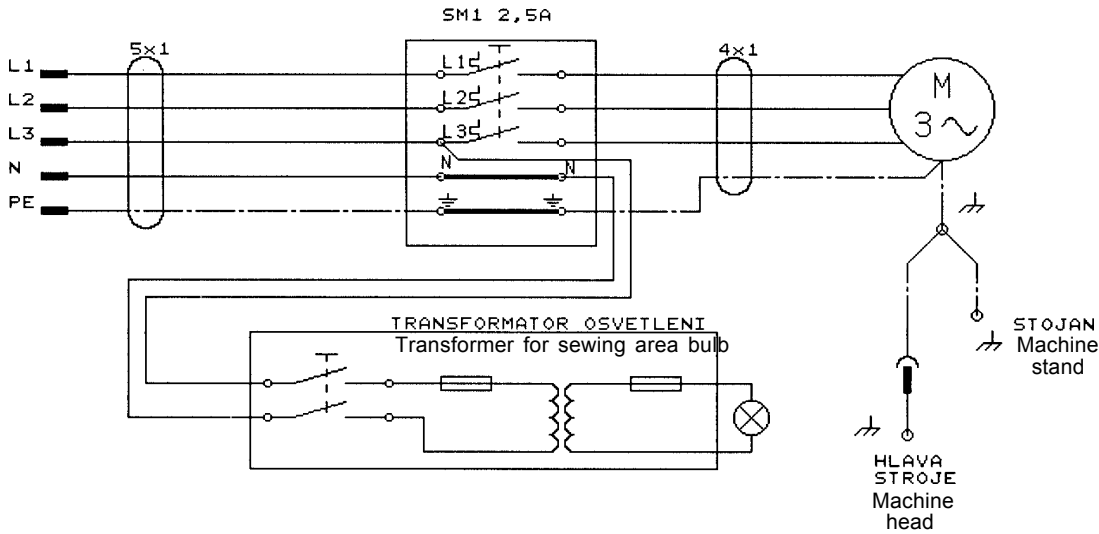 SM1 2,5A
5x1
4x1
L1
L2
L3
N
PE
L1
L2
L3
N N
M
3~
TRANSFORMATOR OSVETLENI
Transformer for sewing area bulb
STOJAN
Machine
stand
HLAVA
STROJE
Machine
head